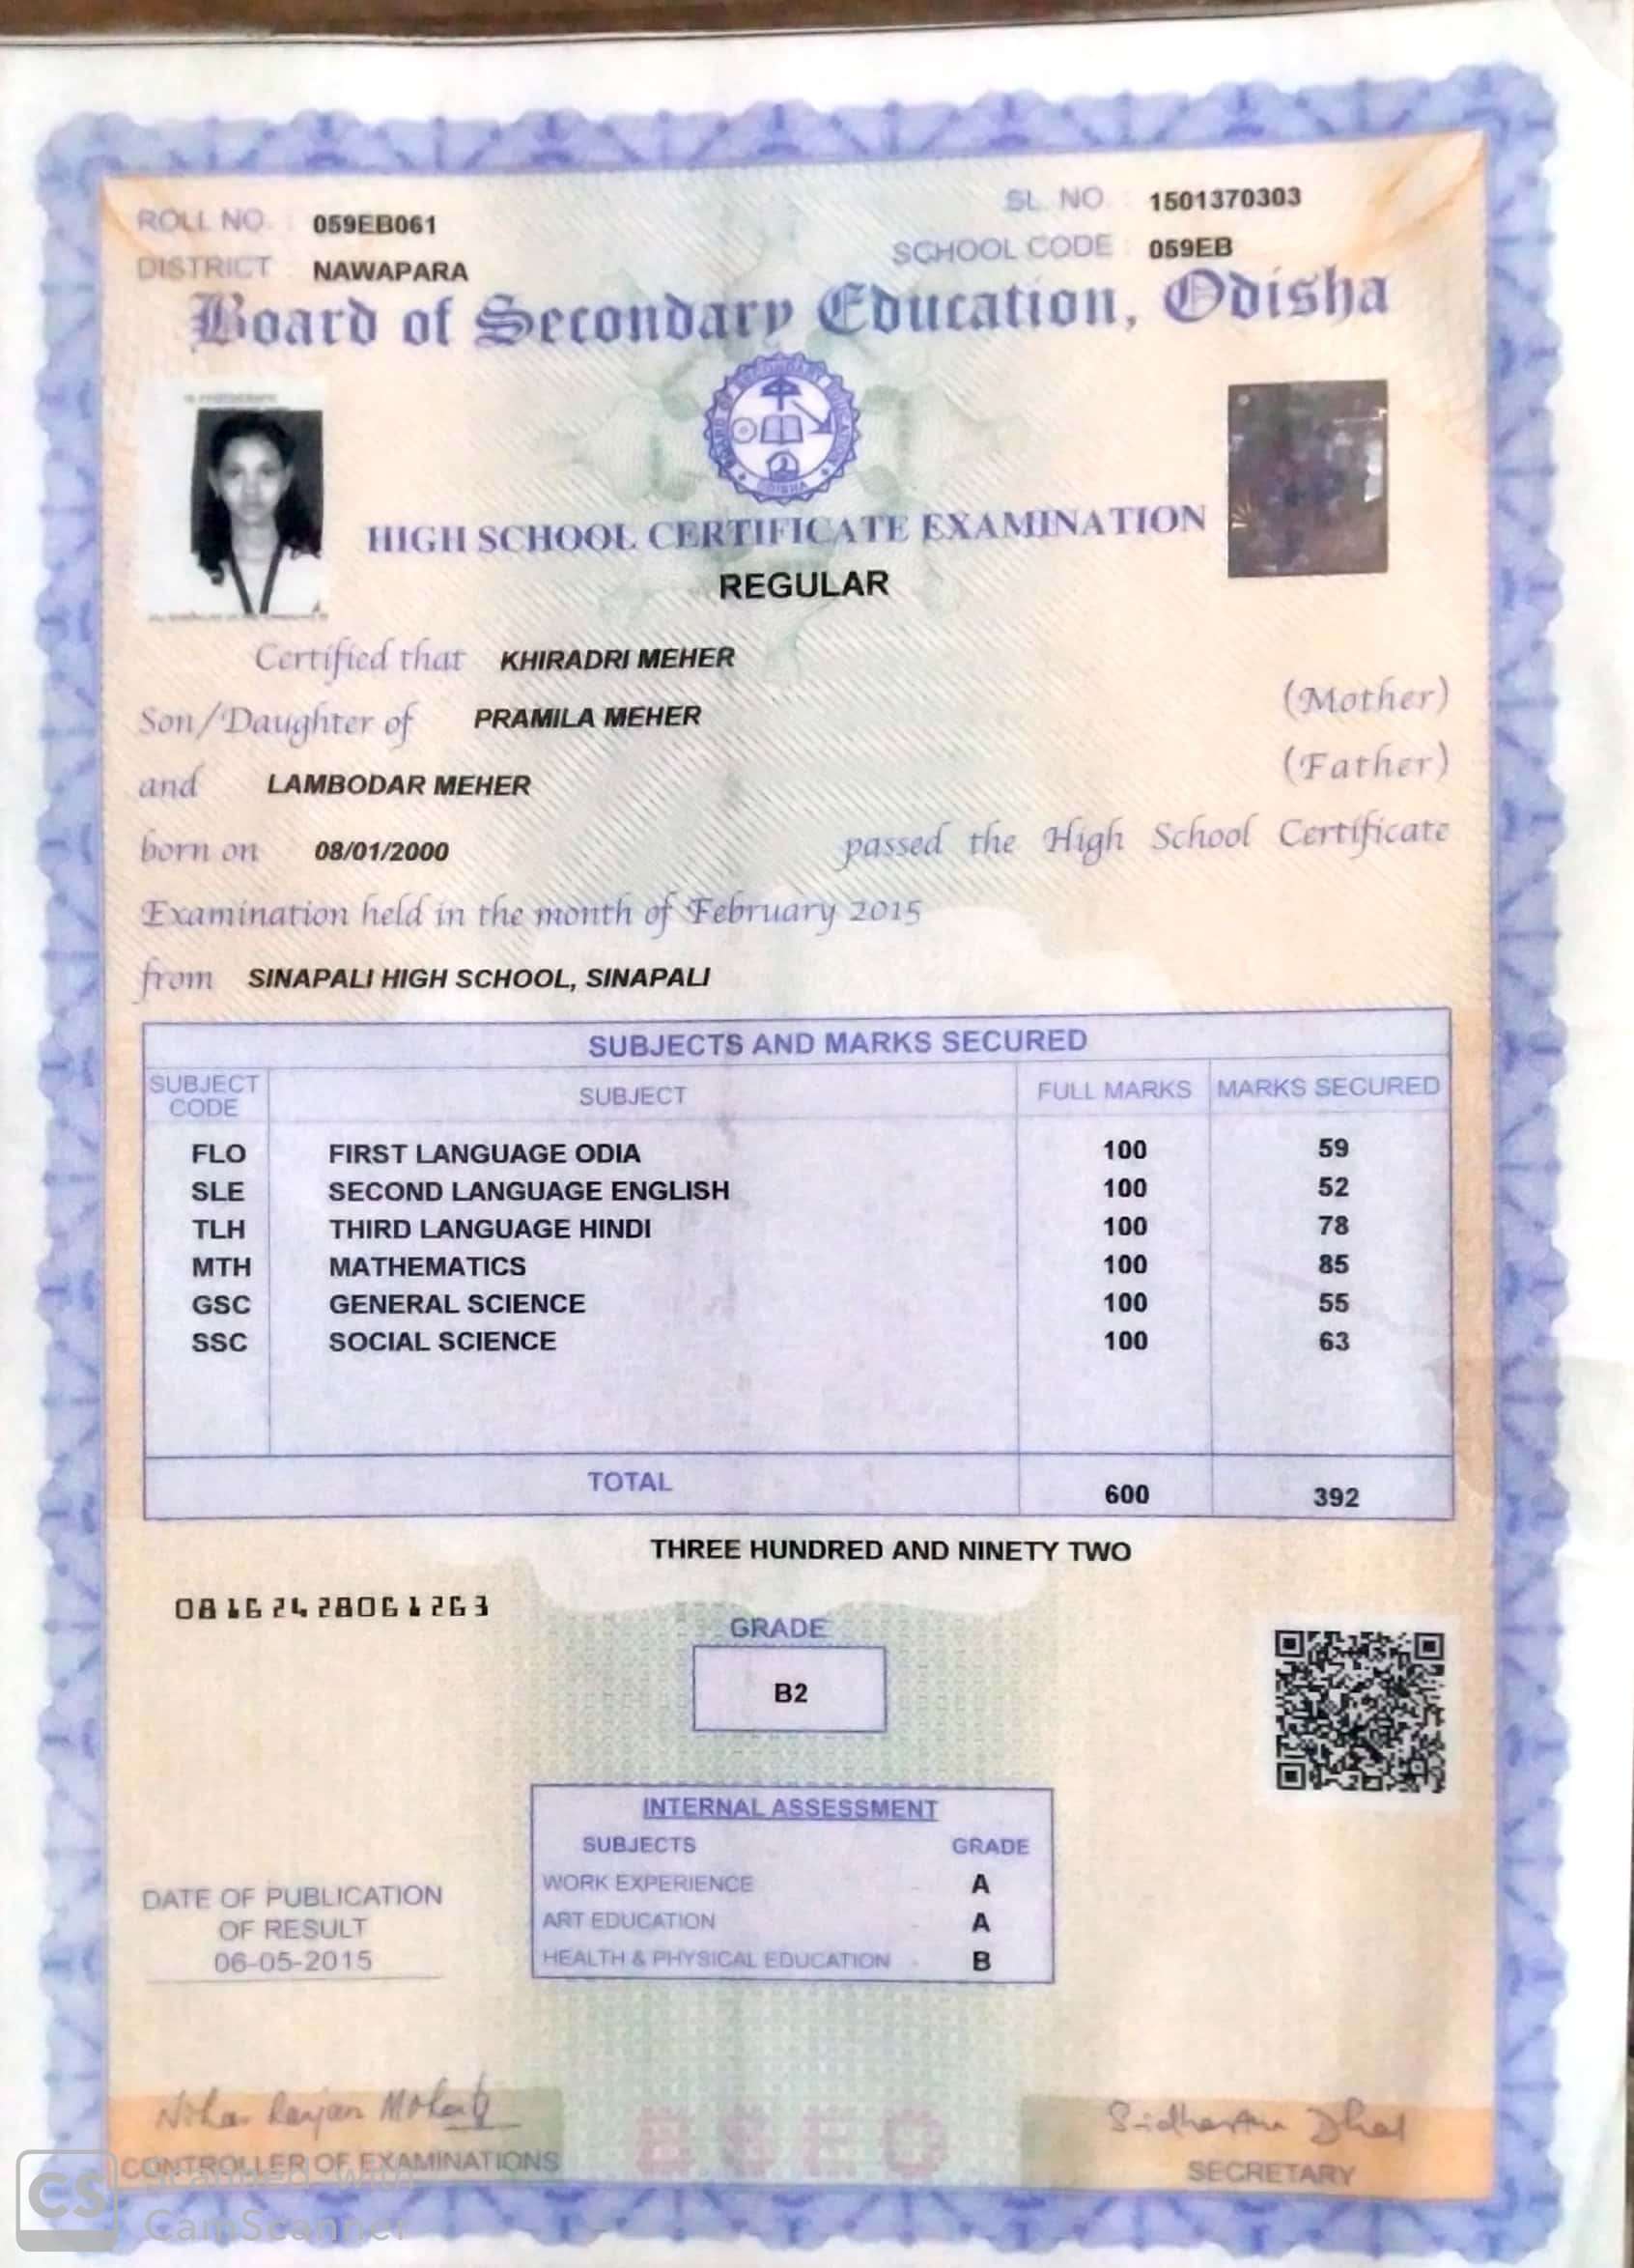 ROLL NO. : 059EB061
SL. NO. : 1501370303
DISTRICT : NAWAPARA
SCHOOL CODE : 059EB
Board of Secondary Education, Odisha
ODISHA
HIGH SCHOOL CERTIFICATE EXAMINATION
REGULAR
Certified that KHIRADRI MEHER
Son/Daughter of PRAMILA MEHER (Mother)
and LAMBODAR MEHER (Father)
born on 08/01/2000 passed the High School Certificate
Examination held in the month of February 2015
from SINAPALI HIGH SCHOOL, SINAPALI
SUBJECTS AND MARKS SECURED
SUBJECT CODE SUBJECT FULL MARKS MARKS SECURED
FLO FIRST LANGUAGE ODIA 100 59
SLE SECOND LANGUAGE ENGLISH 100 52
TLH THIRD LANGUAGE HINDI 100 78
MTH MATHEMATICS 100 85
GSC GENERAL SCIENCE 100 55
SSC SOCIAL SCIENCE 100 63
TOTAL 600 392
THREE HUNDRED AND NINETY TWO
08162428061263
GRADE
B2
INTERNAL ASSESSMENT
SUBJECTS GRADE
WORK EXPERIENCE - A
ART EDUCATION - A
HEALTH & PHYSICAL EDUCATION - B
DATE OF PUBLICATION
OF RESULT
06-05-2015
BSEO
CONTROLLER OF EXAMINATIONS
SECRETARY
CS Scanned with
CamScanner